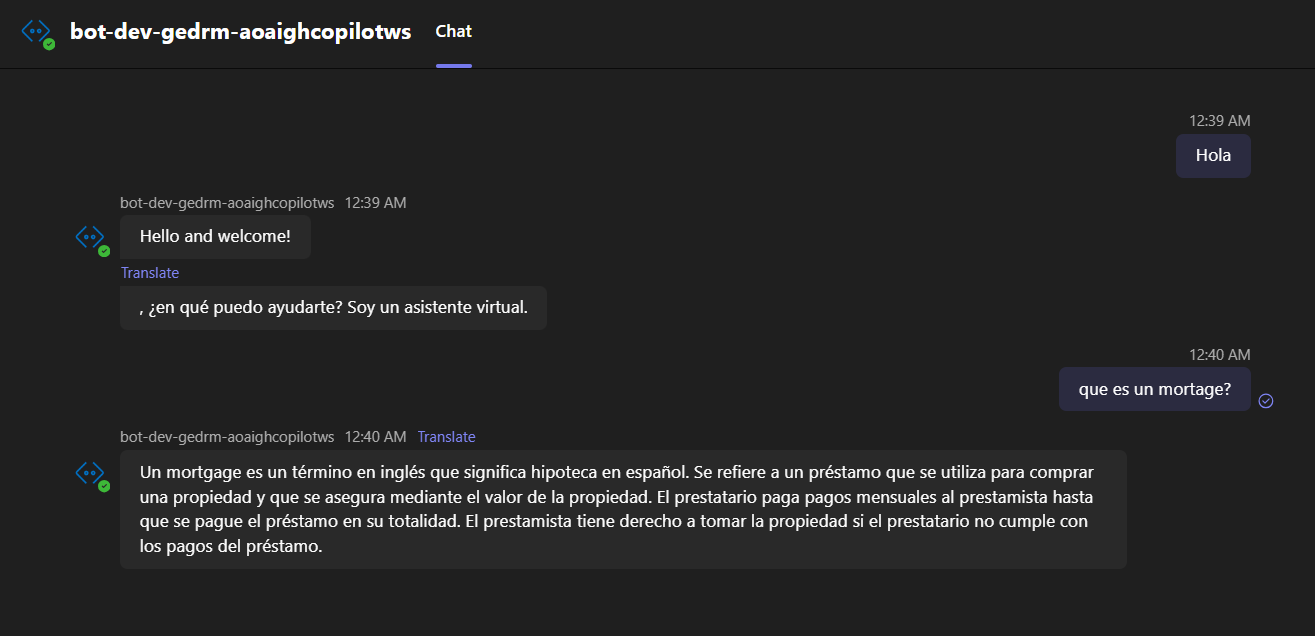 bot-dev-gedrm-aoaighcopilotws Chat
12:39 AM
Hola
bot-dev-gedrm-aoaighcopilotws 12:39 AM
Hello and welcome!
Translate
, ¿en qué puedo ayudarte? Soy un asistente virtual.
12:40 AM
que es un mortage?
bot-dev-gedrm-aoaighcopilotws 12:40 AM Translate
Un mortgage es un término en inglés que significa hipoteca en español. Se refiere a un préstamo que se utiliza para comprar
una propiedad y que se asegura mediante el valor de la propiedad. El prestatario paga pagos mensuales al prestamista hasta
que se pague el préstamo en su totalidad. El prestamista tiene derecho a tomar la propiedad si el prestatario no cumple con
los pagos del préstamo.